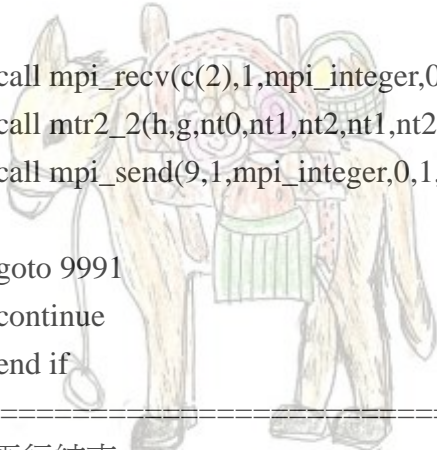 call mpi_recv(c(2),1,mpi_integer,0
call mtr2_2(h,g,nt0,nt1,nt2,nt1,nt2
call mpi_send(9,1,mpi_integer,0,1,
goto 9991
continue
end if
==============================